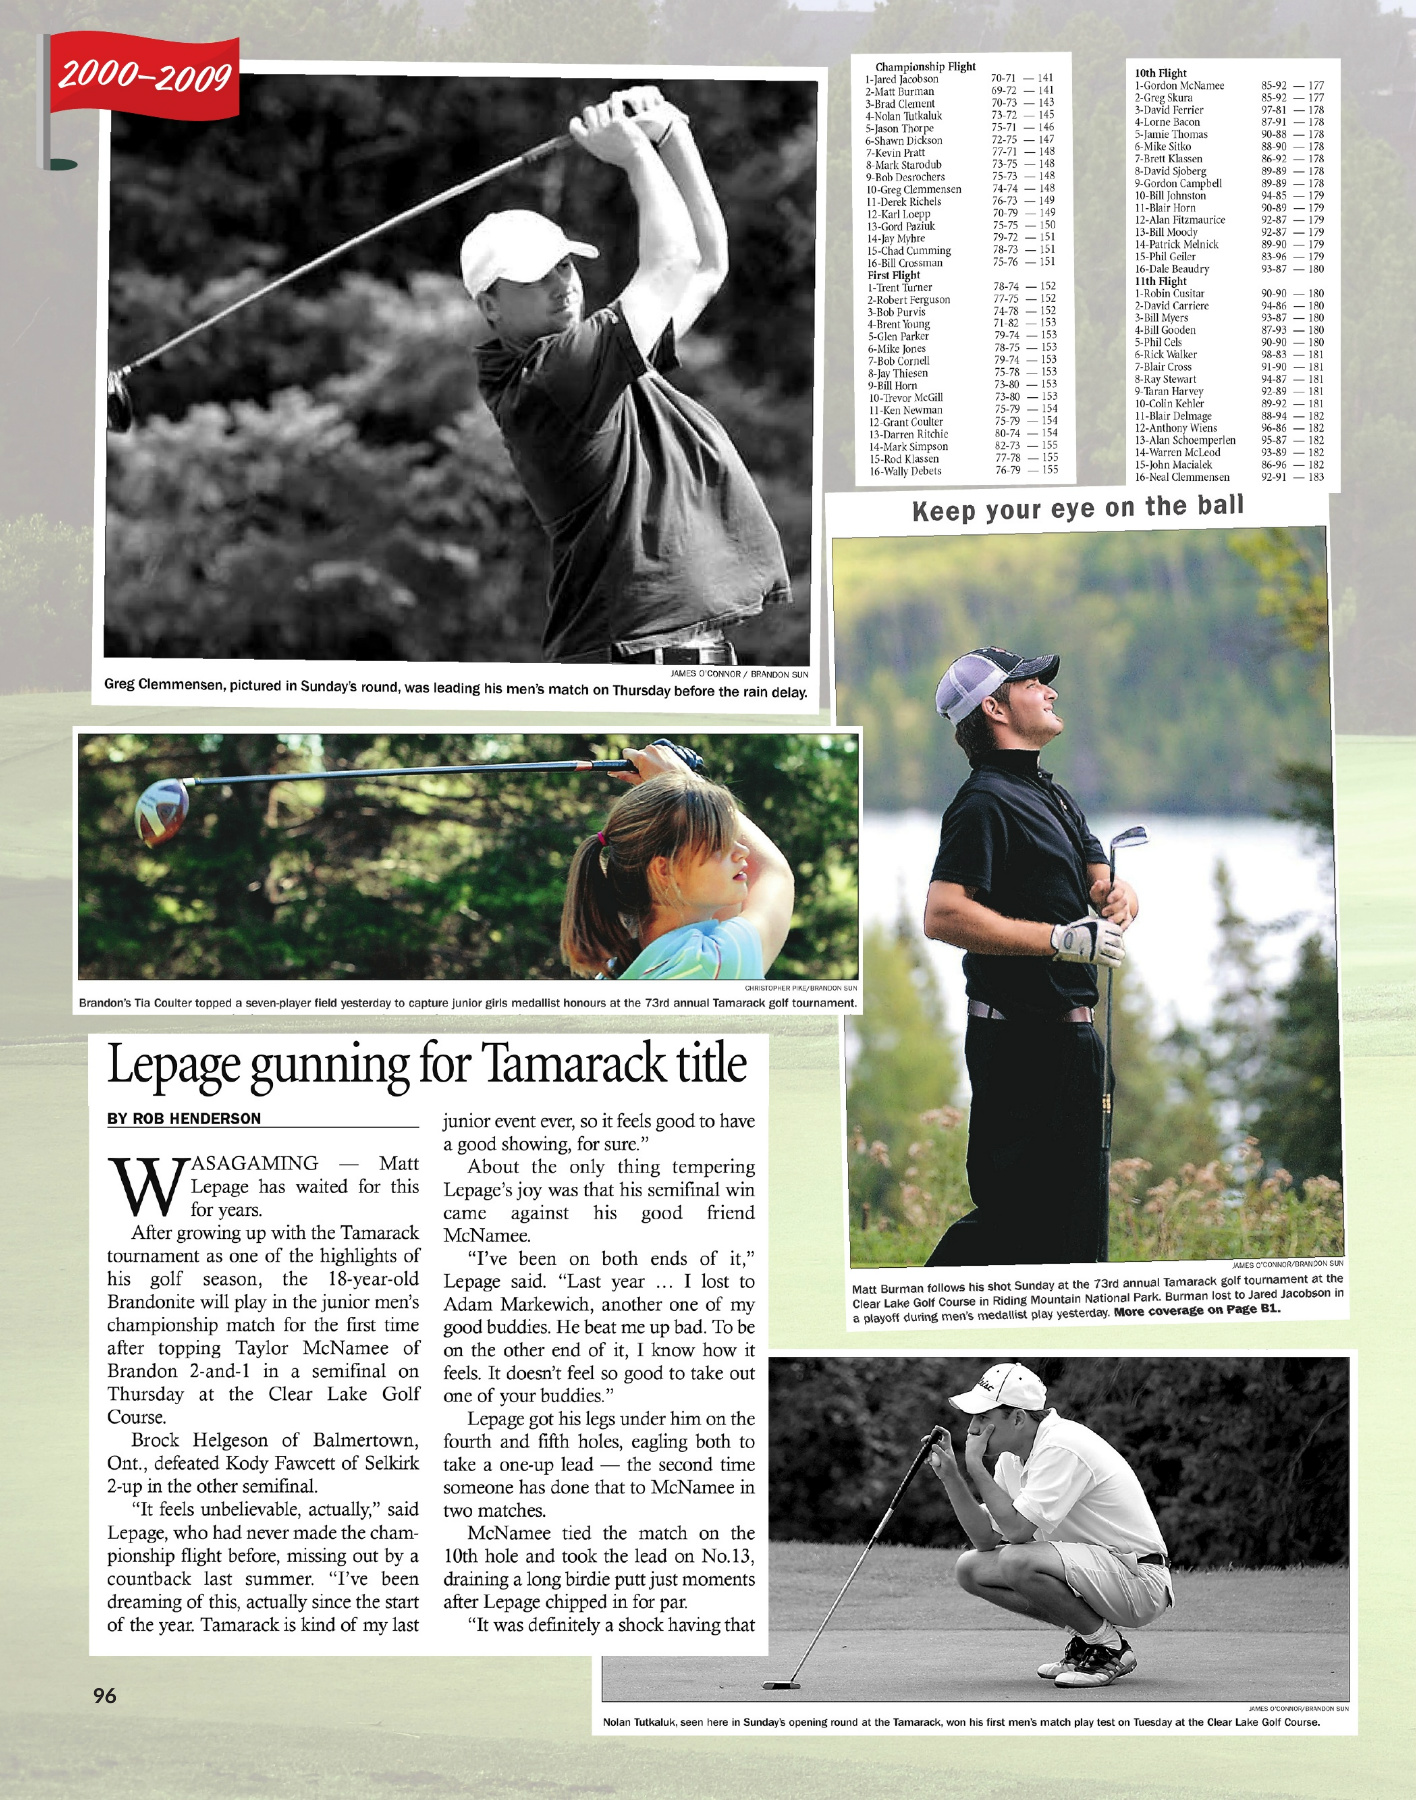 2000–2009
JAMES O'CONNOR / BRANDON SUN
Greg Clemmensen, pictured in Sunday's round, was leading his men's match on Thursday before the rain delay.
Championship Flight
1-Jared Jacobson 70-71 — 141
2-Matt Burman 69-72 — 141
3-Brad Clement 70-73 — 143
4-Nolan Tutkaluk 73-72 — 145
5-Jason Thorpe 75-71 — 146
6-Shawn Dickson 72-75 — 147
7-Kevin Pratt 77-71 — 148
8-Mark Starodub 73-75 — 148
9-Bob Desrochers 75-73 — 148
10-Greg Clemmensen 74-74 — 148
11-Derek Richels 76-73 — 149
12-Karl Loepp 70-79 — 149
13-Gord Paziuk 75-75 — 150
14-Jay Myhre 79-72 — 151
15-Chad Cumming 78-73 — 151
16-Bill Crossman 75-76 — 151
First Flight
1-Trent Turner 78-74 — 152
2-Robert Ferguson 77-75 — 152
3-Bob Purvis 74-78 — 152
4-Brent Young 71-82 — 153
5-Glen Parker 79-74 — 153
6-Mike Jones 78-75 — 153
7-Bob Cornell 79-74 — 153
8-Jay Thiesen 75-78 — 153
9-Bill Horn 73-80 — 153
10-Trevor McGill 73-80 — 153
11-Ken Newman 75-79 — 154
12-Grant Coulter 75-79 — 154
13-Darren Ritchie 80-74 — 154
14-Mark Simpson 82-73 — 155
15-Rod Klassen 77-78 — 155
16-Wally Debets 76-79 — 155
10th Flight
1-Gordon McNamee 85-92 — 177
2-Greg Skura 85-92 — 177
3-David Ferrier 97-81 — 178
4-Lorne Bacon 87-91 — 178
5-Jamie Thomas 90-88 — 178
6-Mike Sitko 88-90 — 178
7-Brett Klassen 86-92 — 178
8-David Sjoberg 89-89 — 178
9-Gordon Campbell 89-89 — 178
10-Bill Johnston 94-85 — 179
11-Blair Horn 90-89 — 179
12-Alan Fitzmaurice 92-87 — 179
13-Bill Moody 92-87 — 179
14-Patrick Melnick 89-90 — 179
15-Phil Geiler 83-96 — 179
16-Dale Beaudry 93-87 — 180
11th Flight
1-Robin Cusitar 90-90 — 180
2-David Carriere 94-86 — 180
3-Bill Myers 93-87 — 180
4-Bill Gooden 87-93 — 180
5-Phil Cels 90-90 — 180
6-Rick Walker 98-83 — 181
7-Blair Cross 91-90 — 181
8-Ray Stewart 94-87 — 181
9-Taran Harvey 92-89 — 181
10-Colin Kehler 89-92 — 181
11-Blair Delmage 88-94 — 182
12-Anthony Wiens 96-86 — 182
13-Alan Schoemperlen 95-87 — 182
14-Warren McLeod 93-89 — 182
15-John Macialek 86-96 — 182
16-Neal Clemmensen 92-91 — 183
Keep your eye on the ball
JAMES O'CONNOR/BRANDON SUN
Matt Burman follows his shot Sunday at the 73rd annual Tamarack golf tournament at the
Clear Lake Golf Course in Riding Mountain National Park. Burman lost to Jared Jacobson in
a playoff during men's medallist play yesterday. More coverage on Page B1.
CHRISTOPHER PIKE/BRANDON SUN
Brandon's Tia Coulter topped a seven-player field yesterday to capture junior girls medallist honours at the 73rd annual Tamarack golf tournament.
Lepage gunning for Tamarack title
BY ROB HENDERSON
WASAGAMING — Matt
Lepage has waited for this
for years.
After growing up with the Tamarack
tournament as one of the highlights of
his golf season, the 18-year-old
Brandonite will play in the junior men's
championship match for the first time
after topping Taylor McNamee of
Brandon 2-and-1 in a semifinal on
Thursday at the Clear Lake Golf
Course.
Brock Helgeson of Balmertown,
Ont., defeated Kody Fawcett of Selkirk
2-up in the other semifinal.
"It feels unbelievable, actually," said
Lepage, who had never made the cham-
pionship flight before, missing out by a
countback last summer. "I've been
dreaming of this, actually since the start
of the year. Tamarack is kind of my last
junior event ever, so it feels good to have
a good showing, for sure."
About the only thing tempering
Lepage's joy was that his semifinal win
came against his good friend
McNamee.
"I've been on both ends of it,"
Lepage said. "Last year ... I lost to
Adam Markewich, another one of my
good buddies. He beat me up bad. To be
on the other end of it, I know how it
feels. It doesn't feel so good to take out
one of your buddies."
Lepage got his legs under him on the
fourth and fifth holes, eagling both to
take a one-up lead — the second time
someone has done that to McNamee in
two matches.
McNamee tied the match on the
10th hole and took the lead on No.13,
draining a long birdie putt just moments
after Lepage chipped in for par.
"It was definitely a shock having that
JAMES O'CONNOR/BRANDON SUN
Nolan Tutkaluk, seen here in Sunday's opening round at the Tamarack, won his first men's match play test on Tuesday at the Clear Lake Golf Course.
96